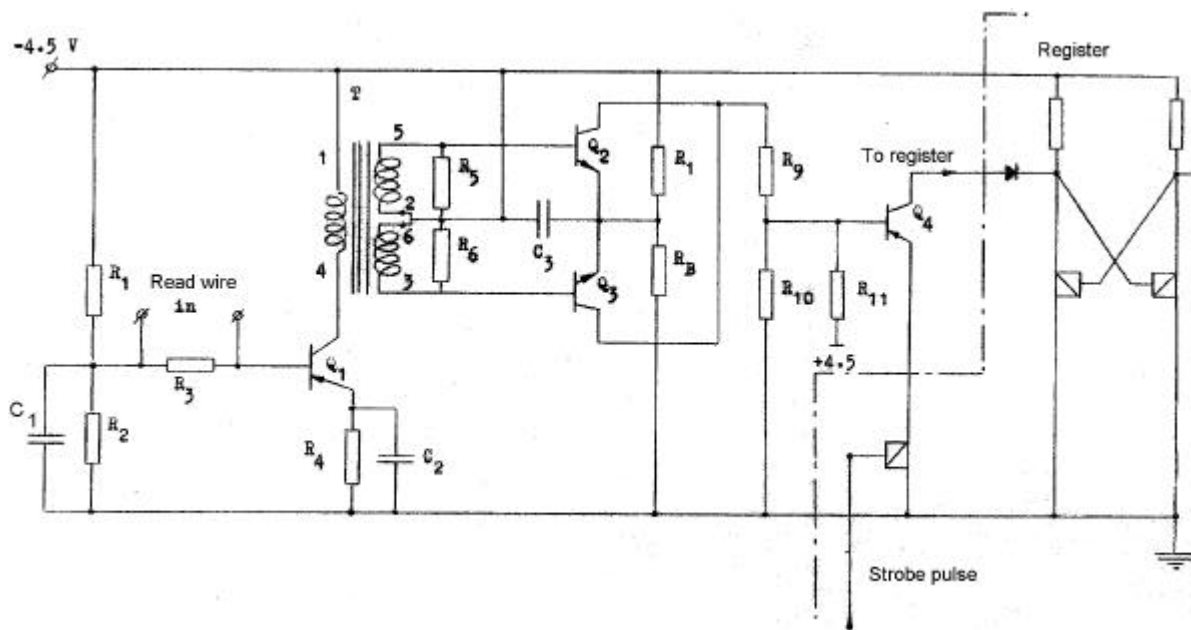 -4.5 V
Register
T
1
5
Q2
R5
R1
R9
To register
2
6
C3
Q4
4
R6
RB
R1
Read wire
in
3
Q3
R10
R11
+4.5
Q1
R3
C1
R2
R4
C2
Strobe pulse